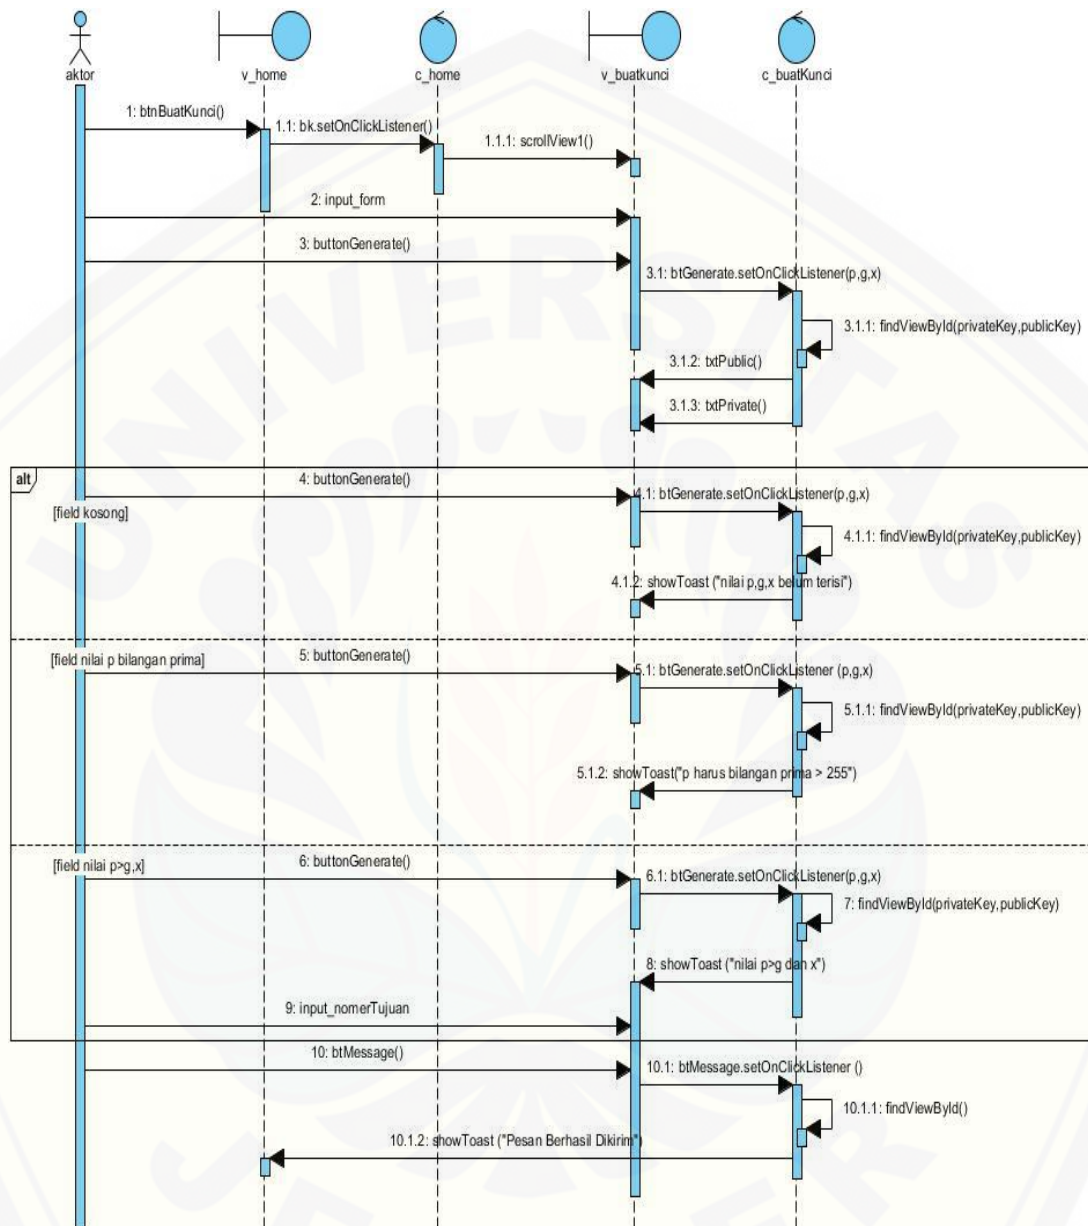 aktor
v_home
c_home
v_buatkunci
c_buatKunci
1: btnBuatKunci()
1.1: bk.setOnClickListener()
1.1.1: scrollView1()
2: input_form
3: buttonGenerate()
3.1: btGenerate.setOnClickListener(p,g,x)
3.1.1: findViewById(privateKey,publicKey)
3.1.2: txtPublic()
3.1.3: txtPrivate()
alt
4: buttonGenerate()
4.1: btGenerate.setOnClickListener(p,g,x)
[field kosong]
4.1.1: findViewById(privateKey,publicKey)
4.1.2: showToast ("nilai p,g,x belum terisi")
[field nilai p bilangan prima]
5: buttonGenerate()
5.1: btGenerate.setOnClickListener (p,g,x)
5.1.1: findViewById(privateKey,publicKey)
5.1.2: showToast("p harus bilangan prima > 255")
[field nilai p>g,x]
6: buttonGenerate()
6.1: btGenerate.setOnClickListener(p,g,x)
7: findViewById(privateKey,publicKey)
8: showToast ("nilai p>g dan x")
9: input_nomerTujuan
10: btMessage()
10.1: btMessage.setOnClickListener ()
10.1.1: findViewById()
10.1.2: showToast ("Pesan Berhasil Dikirim")
UNIVERSITAS